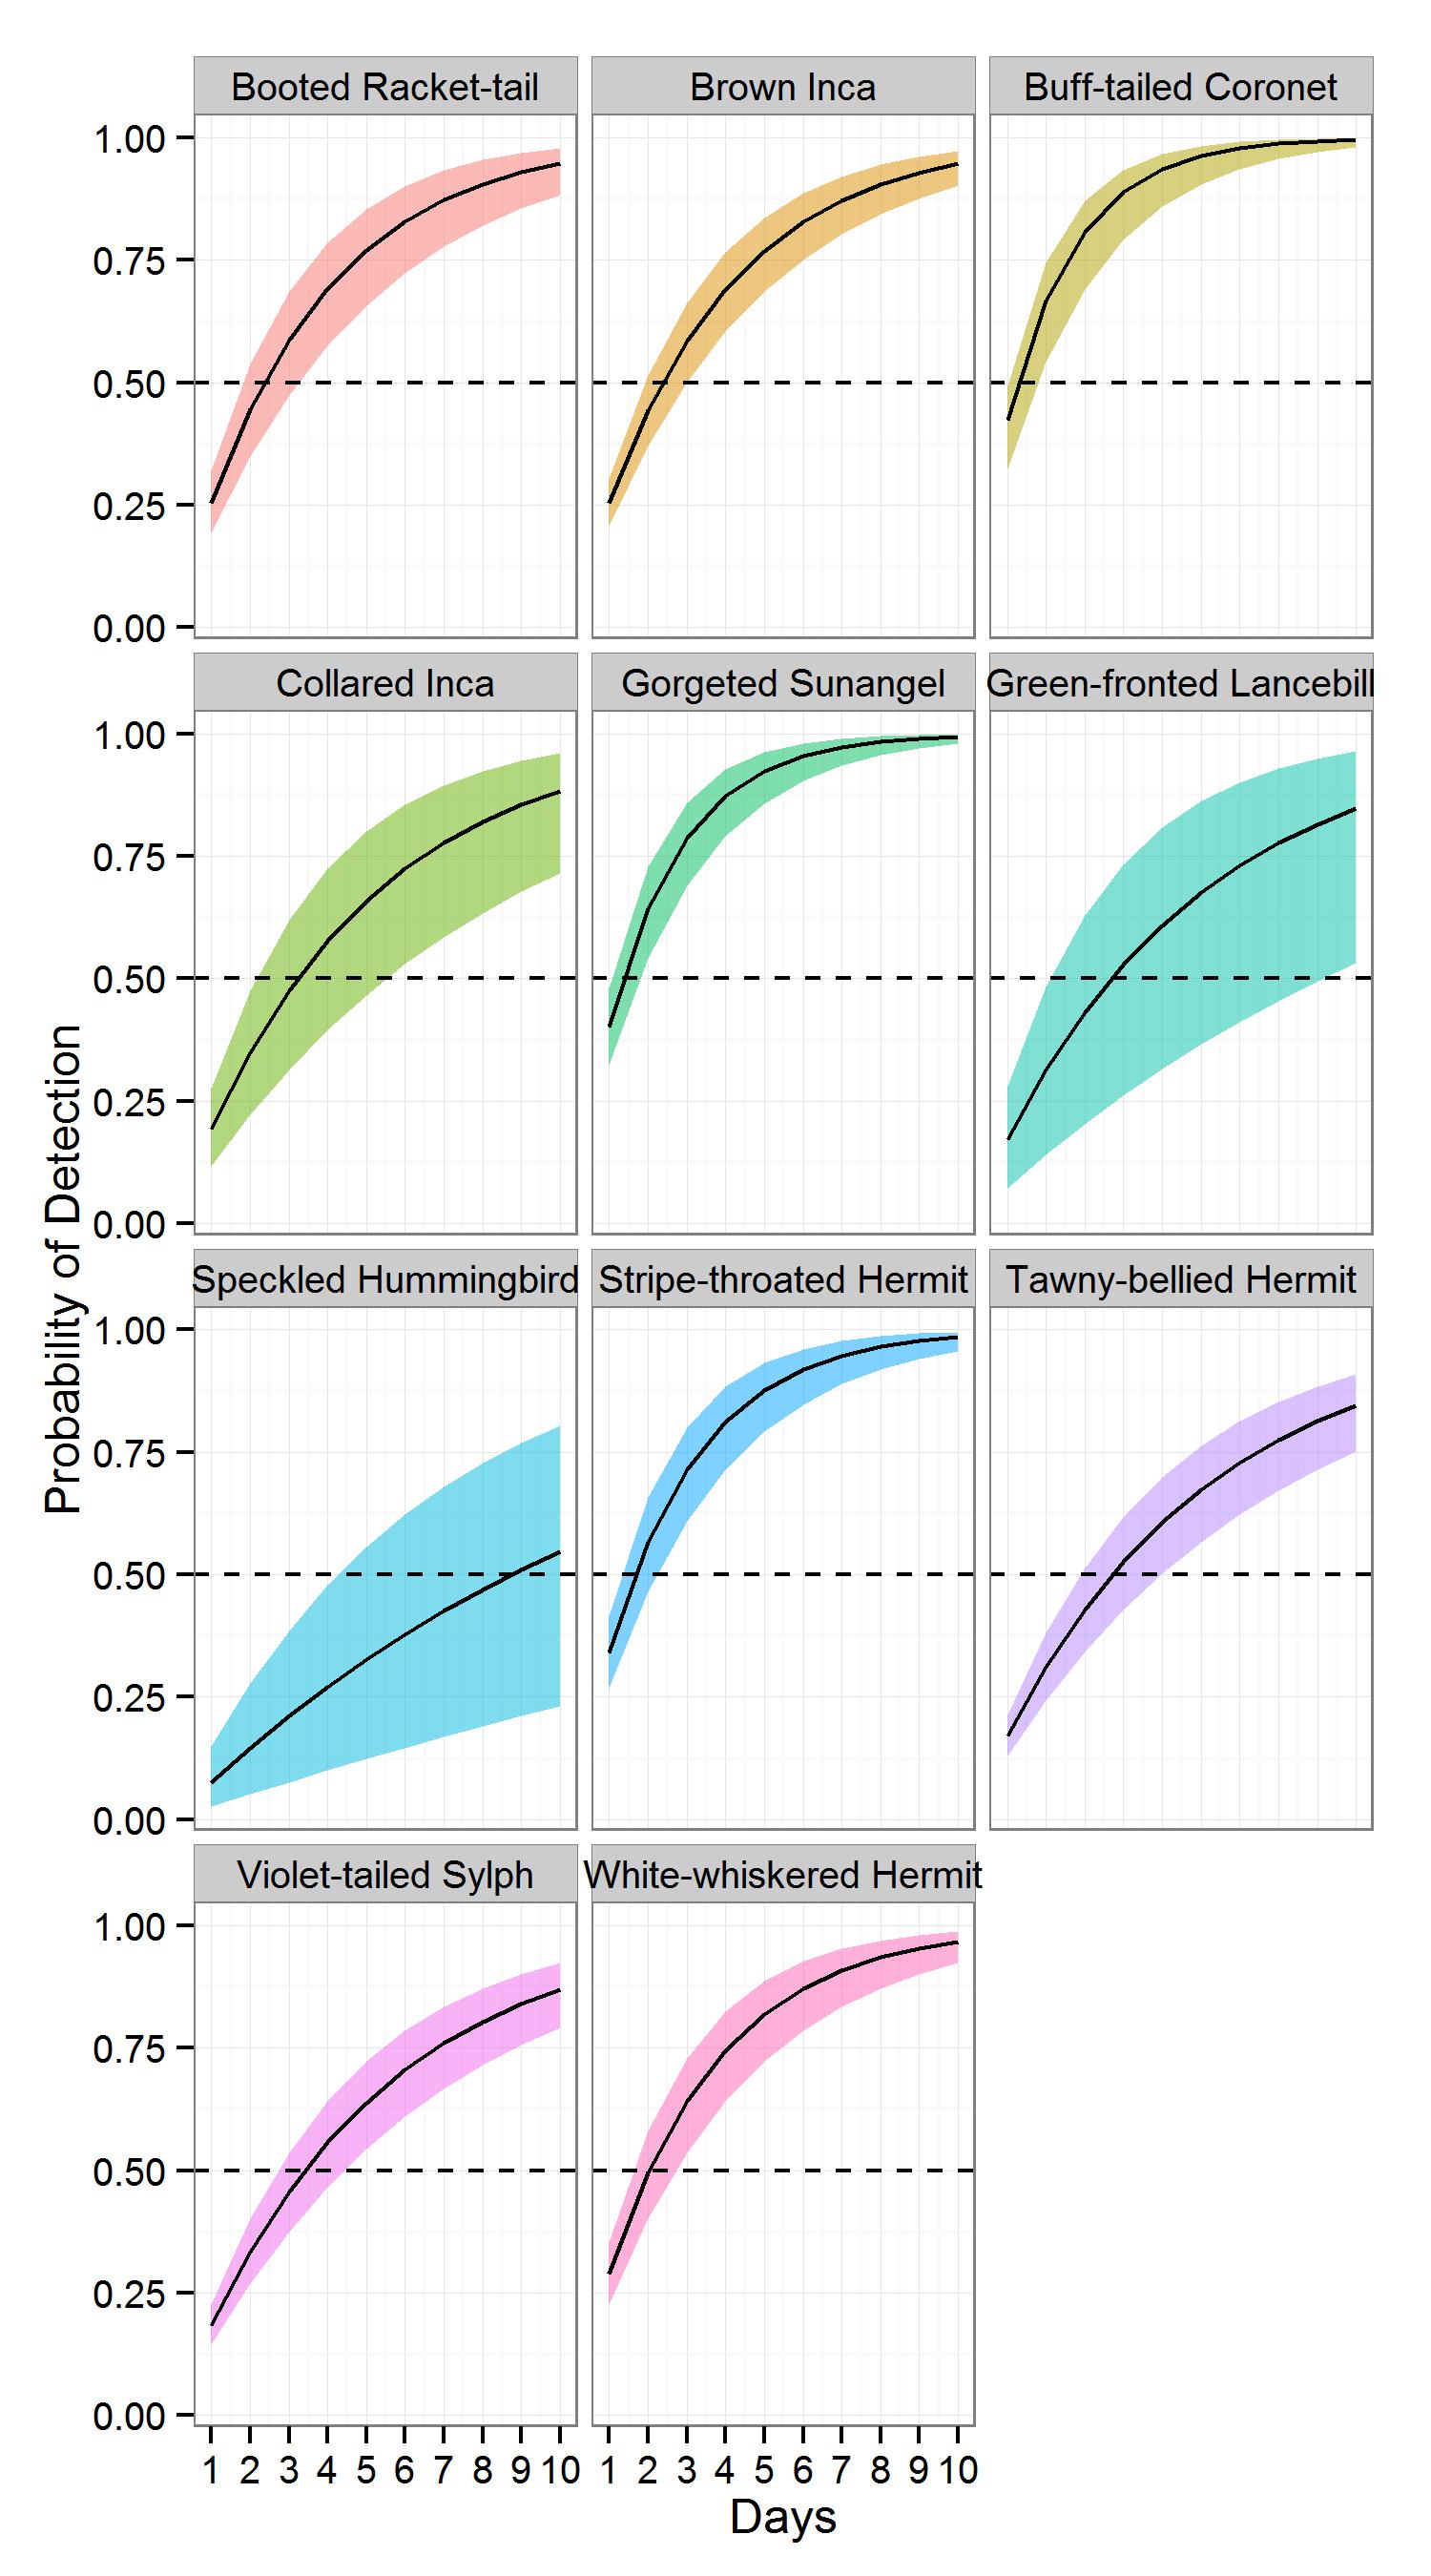 Booted Racket-tail
Brown Inca
Buff-tailed Coronet
1.00
0.75
0.50
0.25
0.00
Collared Inca
Gorgeted Sunangel
Green-fronted Lancebill
1.00
0.75
0.50
0.25
0.00
Probability of Detection
Speckled Hummingbird
Stripe-throated Hermit
Tawny-bellied Hermit
1.00
0.75
0.50
0.25
0.00
Violet-tailed Sylph
White-whiskered Hermit
1.00
0.75
0.50
0.25
0.00
1 2 3 4 5 6 7 8 9 10
1 2 3 4 5 6 7 8 9 10
Days